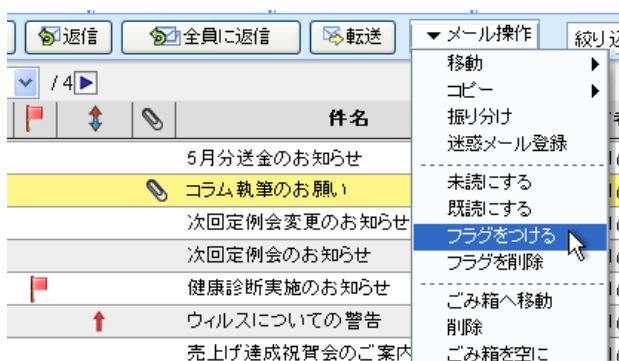 返信 全員に返信 転送 ▼メール操作
/ 4
件名
5月分送金のお知らせ
コラム執筆のお願い
次回定例会変更のお知らせ
次回定例会のお知らせ
健康診断実施のお知らせ
ウィルスについての警告
売上げ達成祝賀会のご案内
移動
コピー
振り分け
迷惑メール登録
未読にする
既読にする
フラグをつける
フラグを削除
ごみ箱へ移動
削除
ごみ箱を空に